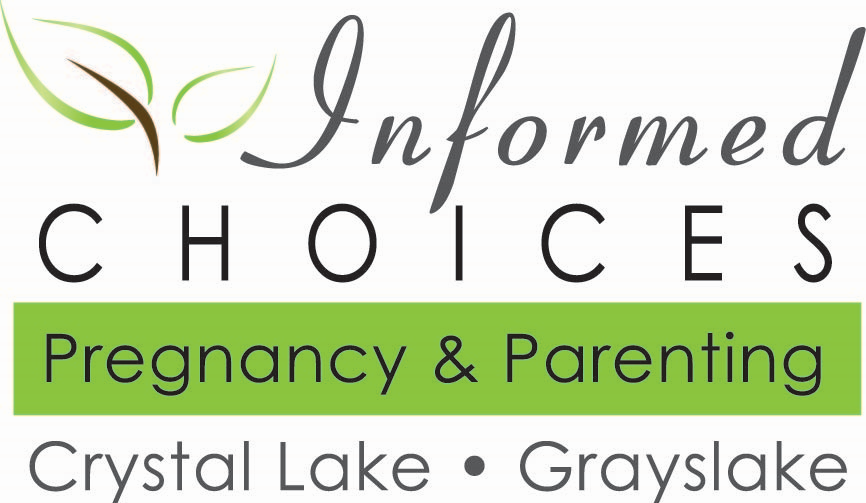 Informed
CHOICES
Pregnancy & Parenting
Crystal Lake • Grayslake